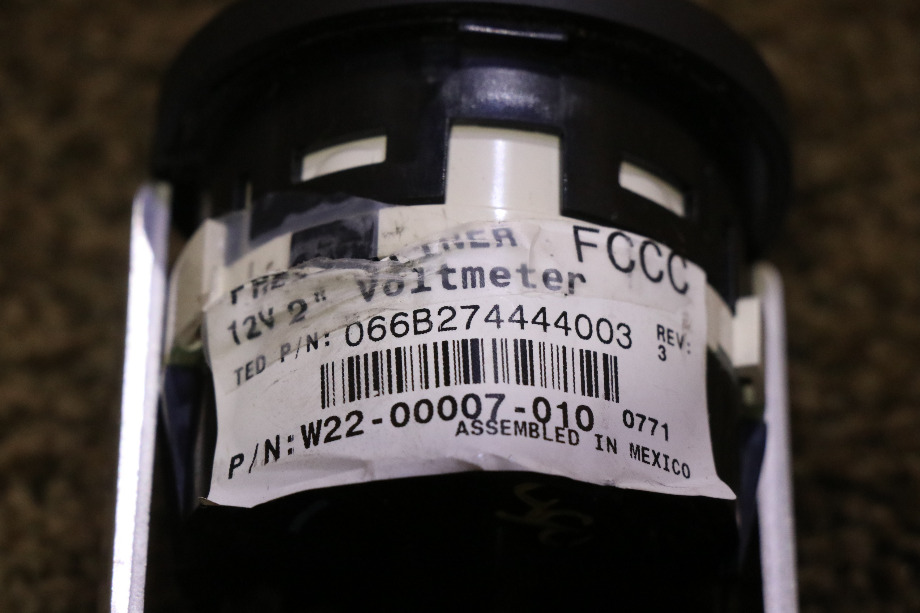 FCCC
12V 2" Voltmeter
TED P/N: 066B274444003 REV: 3
P/N: W22-00007-010 0771
ASSEMBLED IN MEXICO